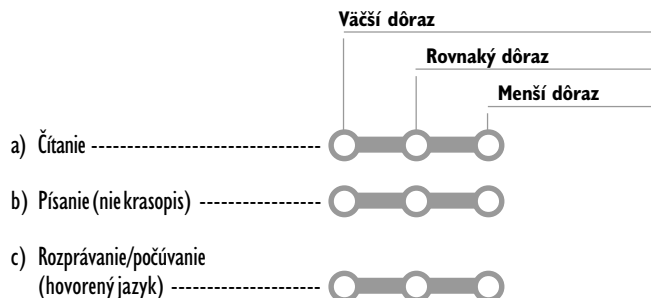 Väčší dôraz
Rovnaký dôraz
Menší dôraz
a) Čítanie
b) Písanie (nie krasopis)
c) Rozprávanie/počúvanie
(hovorený jazyk)